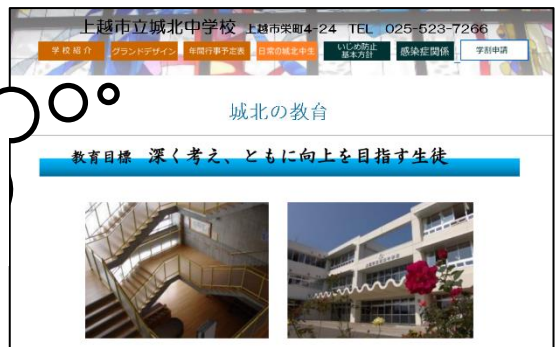 上越市立城北中学校 上越市栄町4-24 TEL 025-523-7266
学校紹介 グランドデザイン 年間行事予定表 日常の城北中生 いじめ防止基本方針 感染症関係 学割申請
城北の教育
教育目標 深く考え、ともに向上を目指す生徒